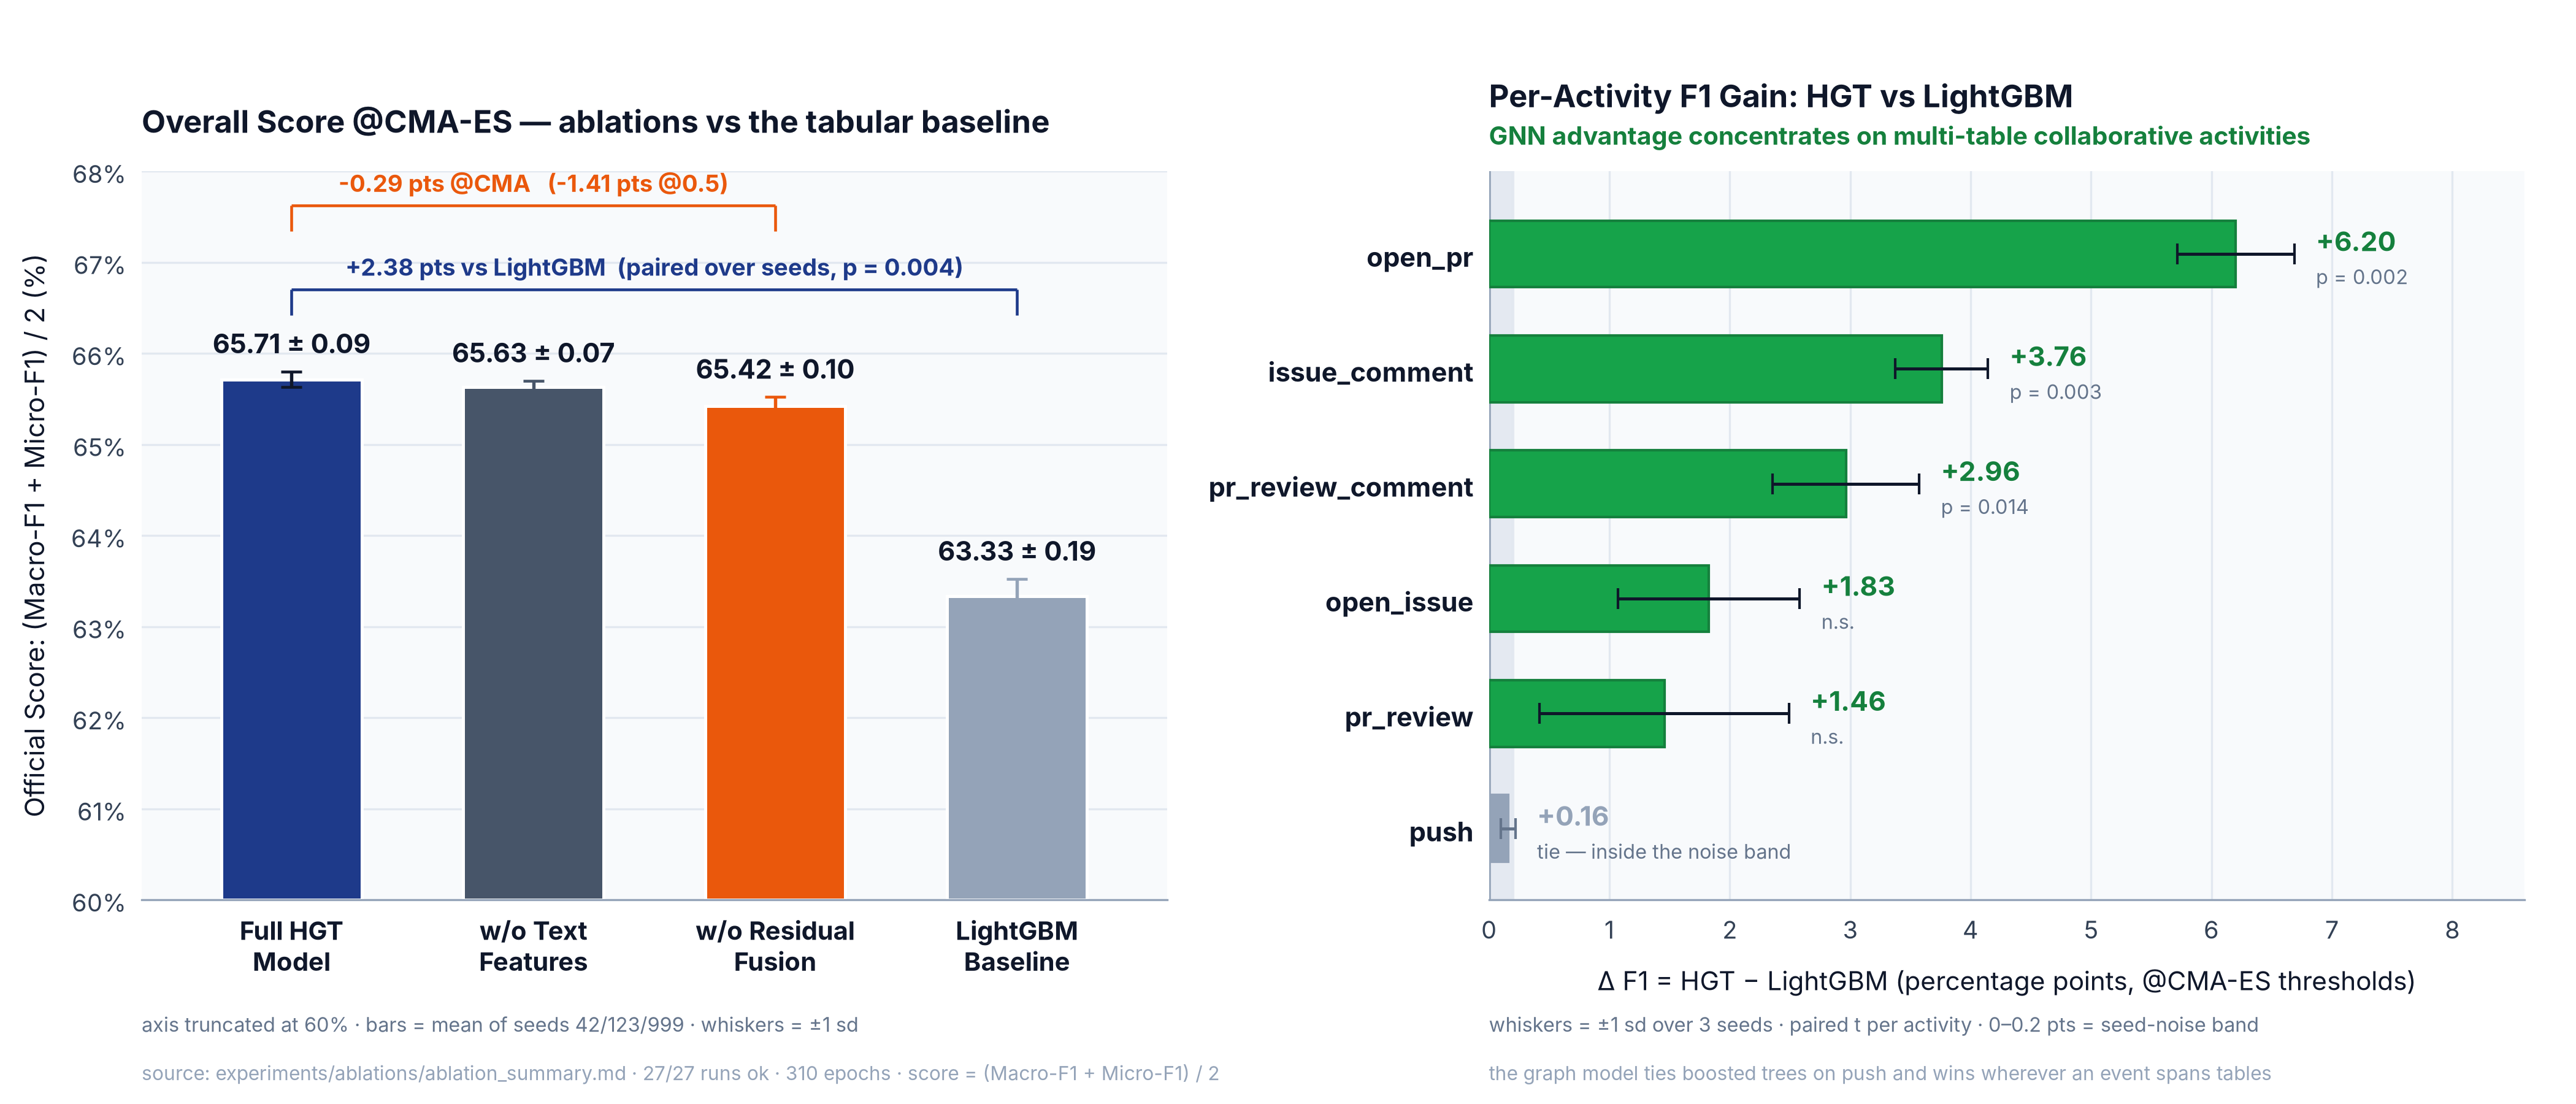 Overall Score @CMA-ES — ablations vs the tabular baseline
Official Score: (Macro-F1 + Micro-F1) / 2 (%)
68%
67%
66%
65%
64%
63%
62%
61%
60%
-0.29 pts @CMA (-1.41 pts @0.5)
+2.38 pts vs LightGBM (paired over seeds, p = 0.004)
65.71 ± 0.09
65.63 ± 0.07
65.42 ± 0.10
63.33 ± 0.19
Full HGT
Model
w/o Text
Features
w/o Residual
Fusion
LightGBM
Baseline
axis truncated at 60% · bars = mean of seeds 42/123/999 · whiskers = ±1 sd
source: experiments/ablations/ablation_summary.md · 27/27 runs ok · 310 epochs · score = (Macro-F1 + Micro-F1) / 2
Per-Activity F1 Gain: HGT vs LightGBM
GNN advantage concentrates on multi-table collaborative activities
open_pr
+6.20
p = 0.002
issue_comment
+3.76
p = 0.003
pr_review_comment
+2.96
p = 0.014
open_issue
+1.83
n.s.
pr_review
+1.46
n.s.
push
+0.16
tie — inside the noise band
0 1 2 3 4 5 6 7 8
Δ F1 = HGT − LightGBM (percentage points, @CMA-ES thresholds)
whiskers = ±1 sd over 3 seeds · paired t per activity · 0–0.2 pts = seed-noise band
the graph model ties boosted trees on push and wins wherever an event spans tables